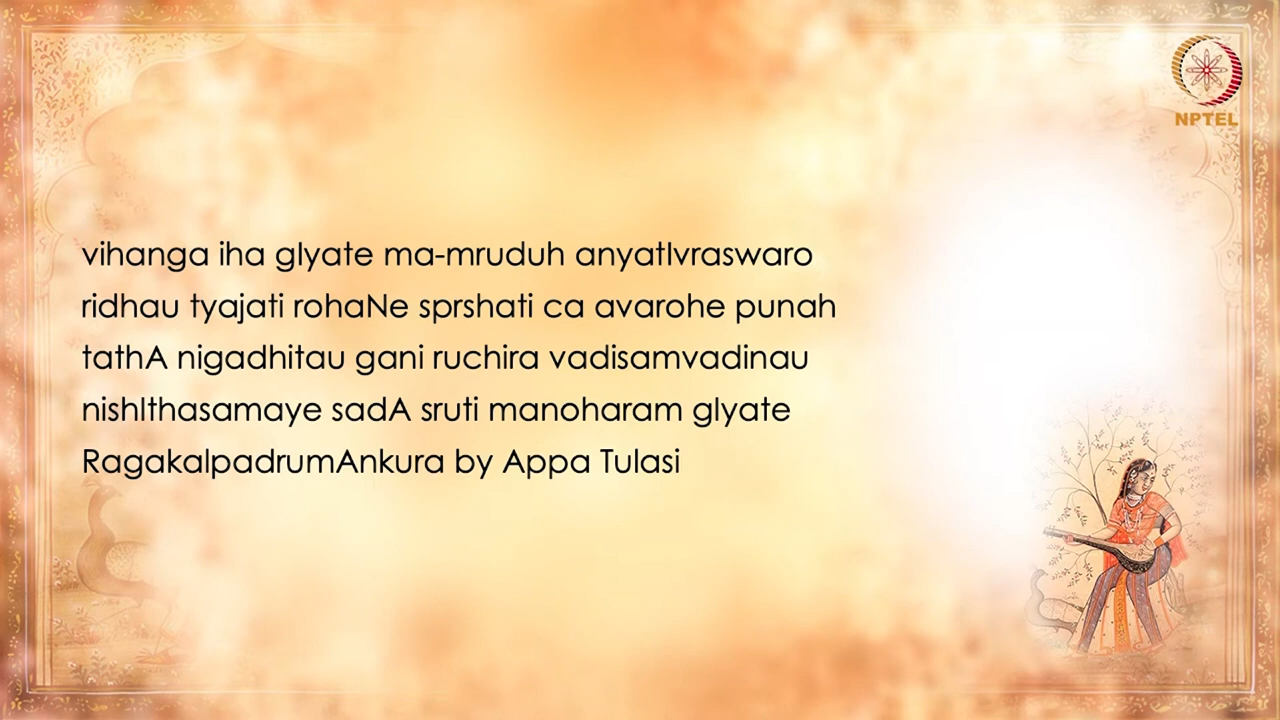 NPTEL
vihanga iha gIyate ma-mruduh anyatIvraswaro
ridhau tyajati rohaNe sprshati ca avarohe punah
tathA nigadhitau gani ruchira vadisamvadinau
nishIthasamaye sadA sruti manoharam gIyate
RagakalpadrumAnkura by Appa Tulasi